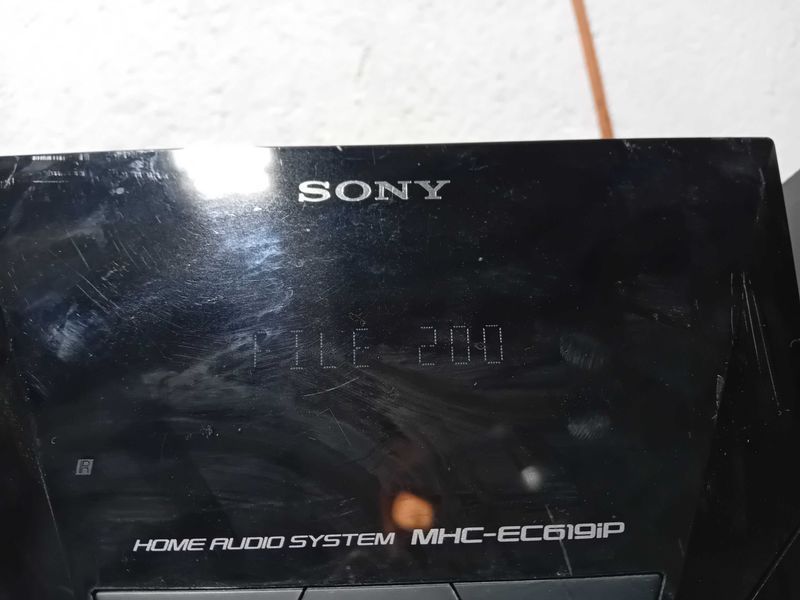 SONY
FILE 200
R
HOME AUDIO SYSTEM MHC-EC619iP